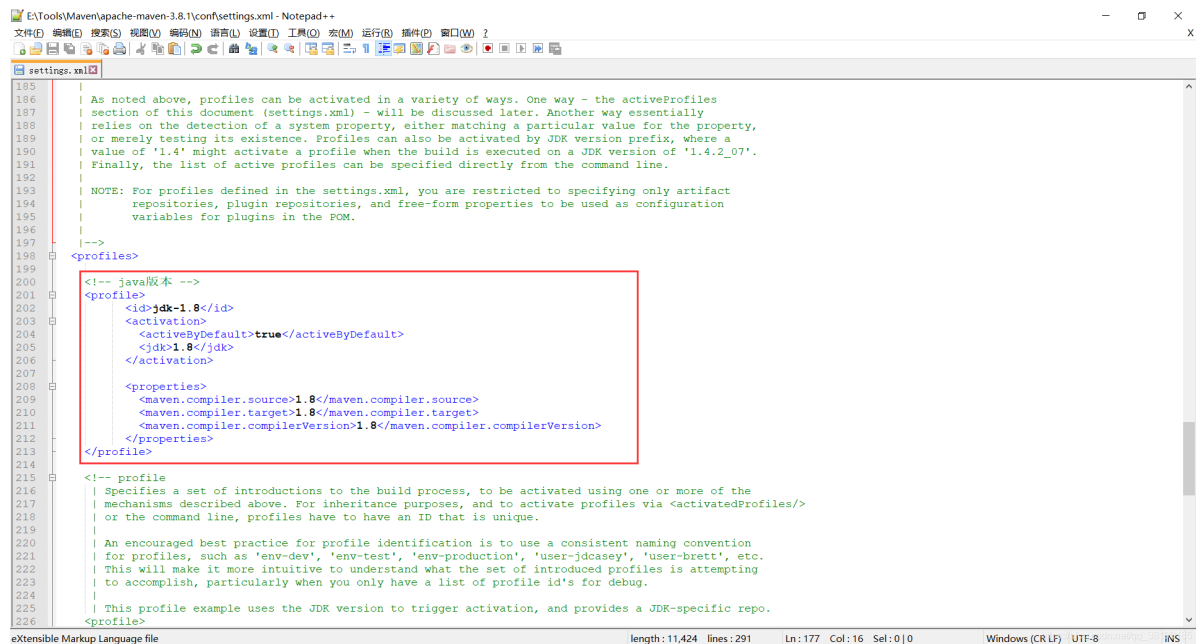 E:\Tools\Maven\apache-maven-3.8.1\conf\settings.xml - Notepad++
文件(F) 编辑(E) 搜索(S) 视图(V) 编码(N) 语言(L) 设置(T) 工具(O) 宏(M) 运行(R) 插件(P) 窗口(W) ? X
settings.xml
185 |
186 | As noted above, profiles can be activated in a variety of ways. One way - the activeProfiles
187 | section of this document (settings.xml) - will be discussed later. Another way essentially
188 | relies on the detection of a system property, either matching a particular value for the property,
189 | or merely testing its existence. Profiles can also be activated by JDK version prefix, where a
190 | value of '1.4' might activate a profile when the build is executed on a JDK version of '1.4.2_07'.
191 | Finally, the list of active profiles can be specified directly from the command line.
192 |
193 | NOTE: For profiles defined in the settings.xml, you are restricted to specifying only artifact
194 | repositories, plugin repositories, and free-form properties to be used as configuration
195 | variables for plugins in the POM.
196 |
197 |-->
198 <profiles>
199
200 <!-- java版本 -->
201 <profile>
202 <id>jdk-1.8</id>
203 <activation>
204 <activeByDefault>true</activeByDefault>
205 <jdk>1.8</jdk>
206 </activation>
207
208 <properties>
209 <maven.compiler.source>1.8</maven.compiler.source>
210 <maven.compiler.target>1.8</maven.compiler.target>
211 <maven.compiler.compilerVersion>1.8</maven.compiler.compilerVersion>
212 </properties>
213 </profile>
214
215 <!-- profile
216 | Specifies a set of introductions to the build process, to be activated using one or more of the
217 | mechanisms described above. For inheritance purposes, and to activate profiles via <activatedProfiles/>
218 | or the command line, profiles have to have an ID that is unique.
219 |
220 | An encouraged best practice for profile identification is to use a consistent naming convention
221 | for profiles, such as 'env-dev', 'env-test', 'env-production', 'user-jdcasey', 'user-brett', etc.
222 | This will make it more intuitive to understand what the set of introduced profiles is attempting
223 | to accomplish, particularly when you only have a list of profile id's for debug.
224 |
225 | This profile example uses the JDK version to trigger activation, and provides a JDK-specific repo.
226 <profile>
eXtensible Markup Language file length : 11,424 lines : 291 Ln : 177 Col : 16 Sel : 0 | 0 Windows (CR LF) UTF-8 INS